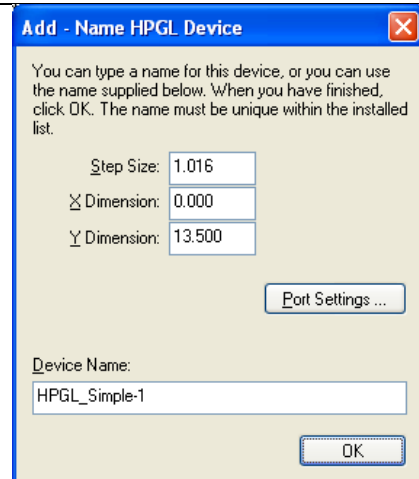 Add - Name HPGL Device
You can type a name for this device, or you can use
the name supplied below. When you have finished,
click OK. The name must be unique within the installed
list.
Step Size: 1.016
X Dimension: 0.000
Y Dimension: 13.500
Port Settings ...
Device Name:
HPGL_Simple-1
OK